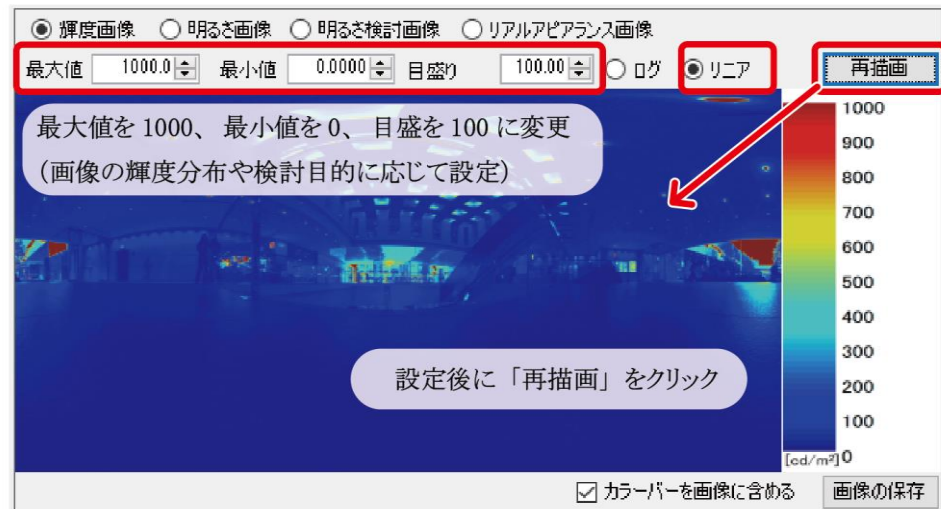 輝度画像 明るさ画像 明るさ検討画像 リアルアピアランス画像
最大値 1000.0 最小値 0.0000 目盛り 100.00 ログ リニア 再描画
最大値を 1000、最小値を 0、目盛を 100 に変更
(画像の輝度分布や検討目的に応じて設定)
設定後に「再描画」をクリック
1000
900
800
700
600
500
400
300
200
100
0
[cd/m²]
カラーバーを画像に含める 画像の保存